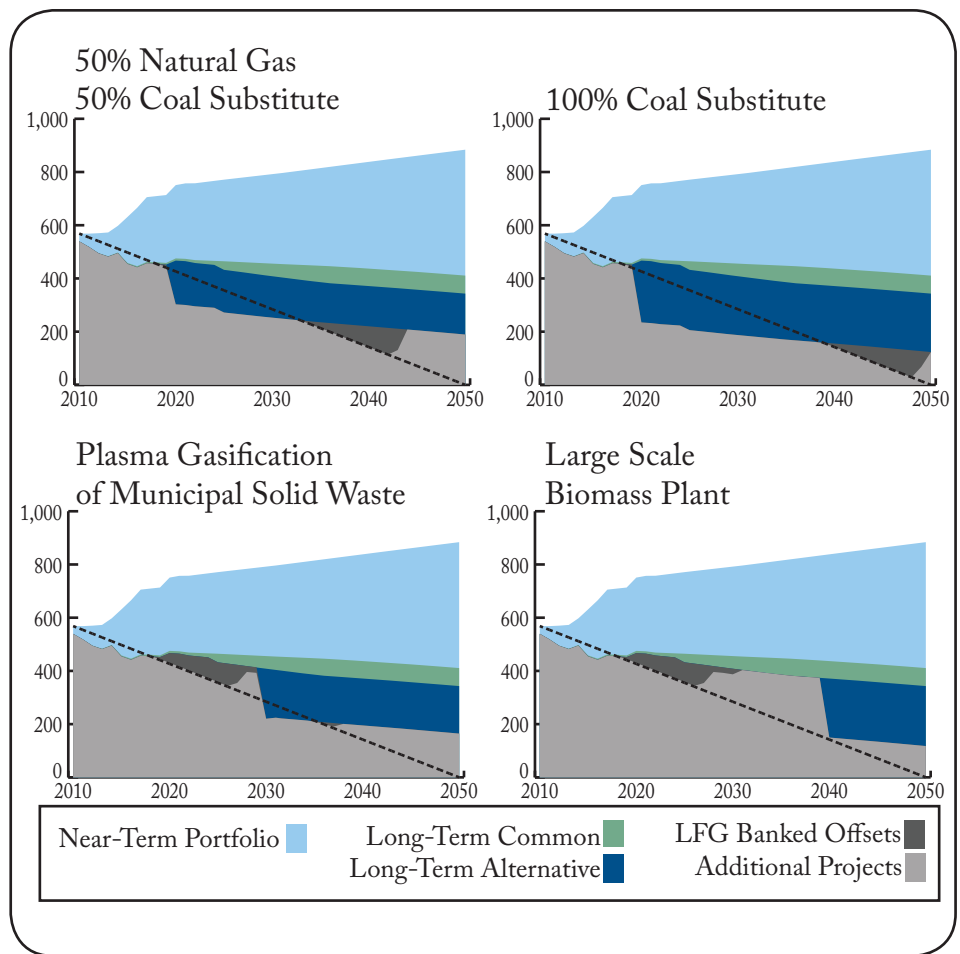 50% Natural Gas
50% Coal Substitute
1,000
800
600
400
200
0
2010 2020 2030 2040 2050
100% Coal Substitute
1,000
800
600
400
200
0
2010 2020 2030 2040 2050
Plasma Gasification
of Municipal Solid Waste
1,000
800
600
400
200
0
2010 2020 2030 2040 2050
Large Scale
Biomass Plant
1,000
800
600
400
200
0
2010 2020 2030 2040 2050
Near-Term Portfolio
Long-Term Common
Long-Term Alternative
LFG Banked Offsets
Additional Projects